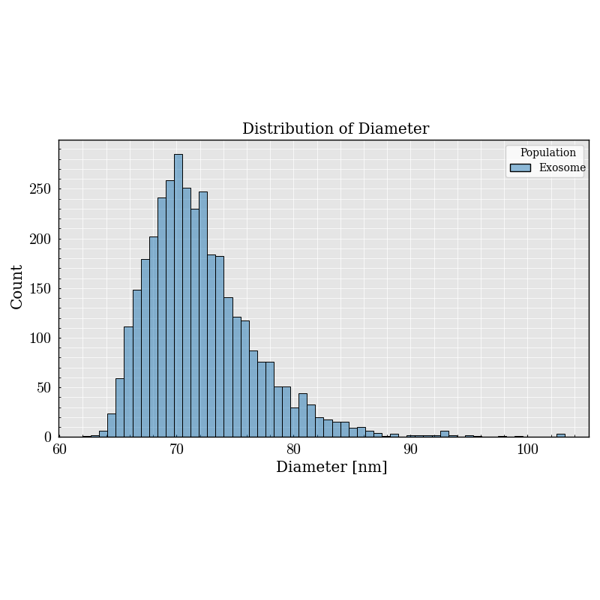 Distribution of Diameter
Population
Exosome
Count
250
200
150
100
50
0
60 70 80 90 100
Diameter [nm]